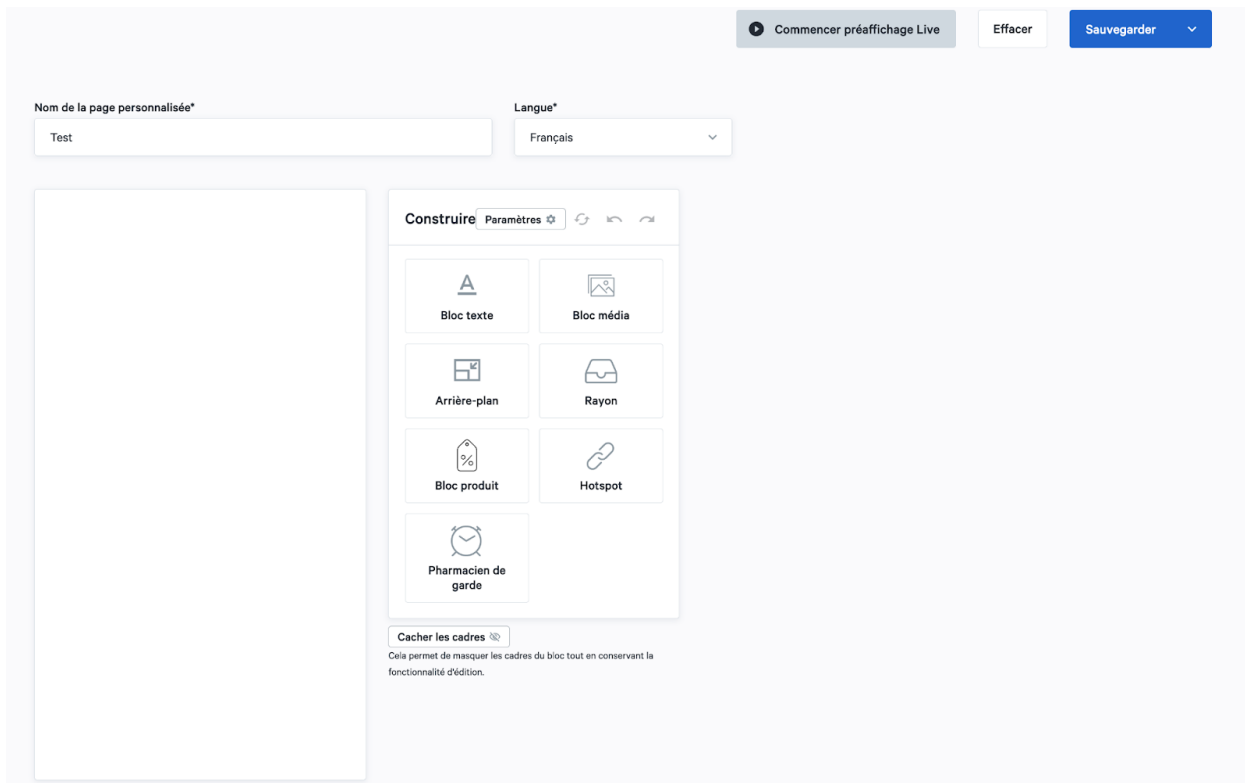 Commencer préaffichage Live
Effacer
Sauvegarder
Nom de la page personnalisée*
Langue*
Test
Français
Construire
Paramètres
Bloc texte
Bloc média
Arrière-plan
Rayon
Bloc produit
Hotspot
Pharmacien de
garde
Cacher les cadres
Cela permet de masquer les cadres du bloc tout en conservant la
fonctionnalité d'édition.